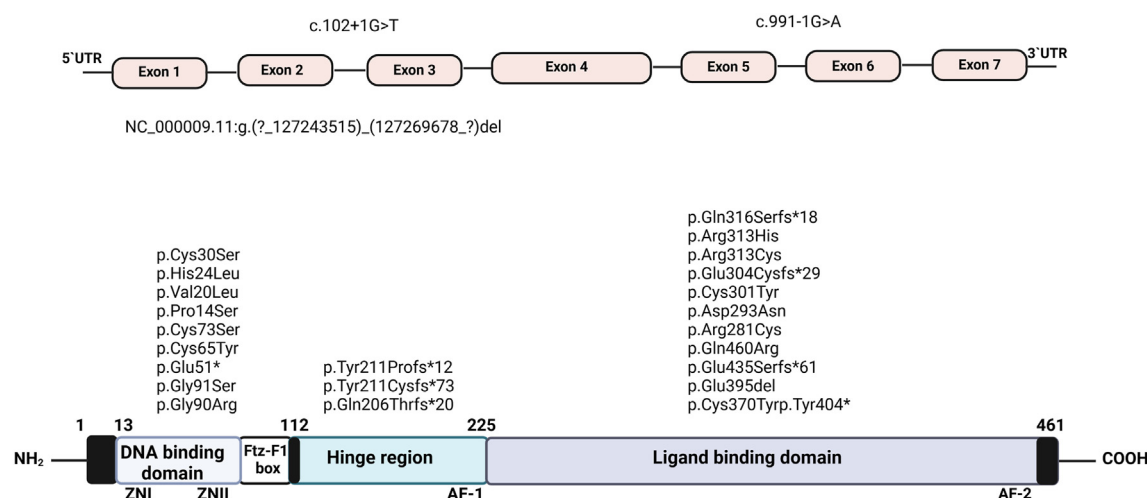 c.102+1G>T
c.991-1G>A
5`UTR
Exon 1
Exon 2
Exon 3
Exon 4
Exon 5
Exon 6
Exon 7
3`UTR
NC_000009.11:g.(?_127243515)_(127269678_?)del
p.Cys30Ser
p.His24Leu
p.Val20Leu
p.Pro14Ser
p.Cys73Ser
p.Cys65Tyr
p.Glu51*
p.Gly91Ser
p.Gly90Arg
p.Tyr211Profs*12
p.Tyr211Cysfs*73
p.Gln206Thrfs*20
p.Gln316Serfs*18
p.Arg313His
p.Arg313Cys
p.Glu304Cysfs*29
p.Cys301Tyr
p.Asp293Asn
p.Arg281Cys
p.Gln460Arg
p.Glu435Serfs*61
p.Glu395del
p.Cys370Tyrp.Tyr404*
1
13
112
225
461
NH₂
DNA binding
domain
Ftz-F1
box
Hinge region
Ligand binding domain
COOH
ZNI
ZNII
AF-1
AF-2